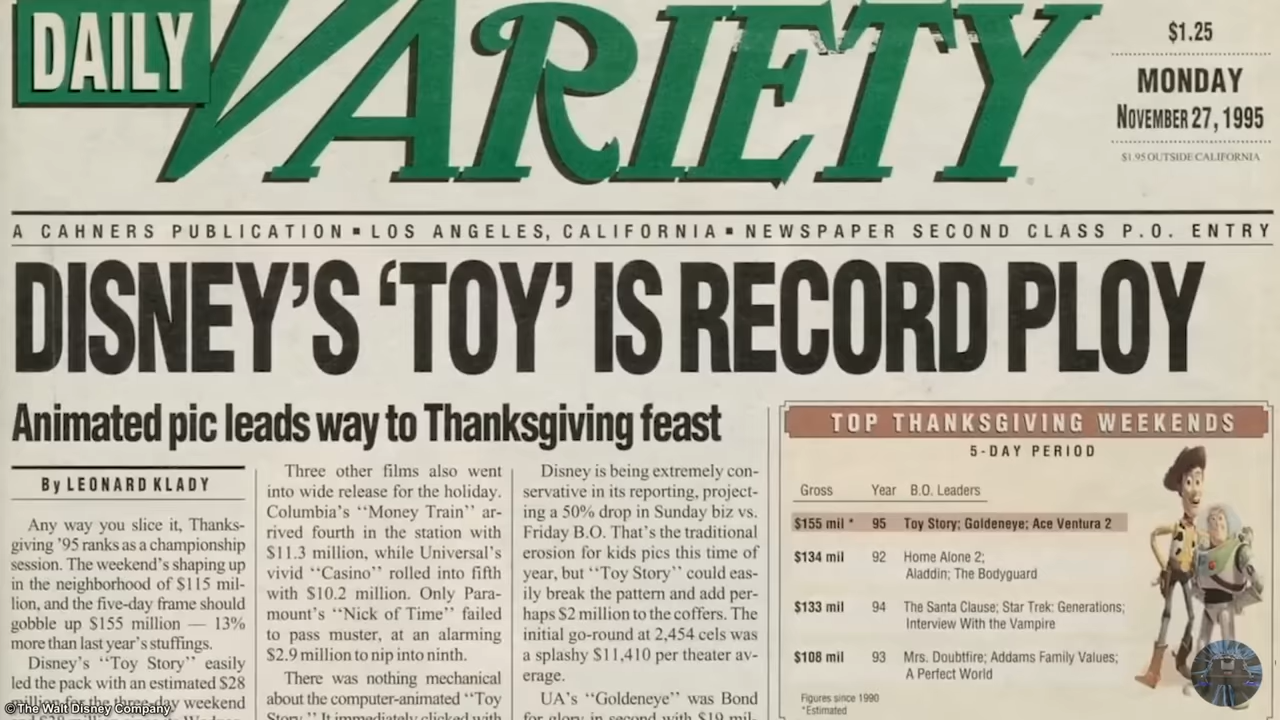 DAILY VARIETY
$1.25
MONDAY
NOVEMBER 27, 1995
$1.95 OUTSIDE CALIFORNIA
A CAHNERS PUBLICATION ▪ LOS ANGELES, CALIFORNIA ▪ NEWSPAPER SECOND CLASS P.O. ENTRY
DISNEY'S 'TOY' IS RECORD PLOY
Animated pic leads way to Thanksgiving feast
By LEONARD KLADY
Any way you slice it, Thanks-
giving '95 ranks as a championship
session. The weekend's shaping up
in the neighborhood of $115 mil-
lion, and the five-day frame should
gobble up $155 million — 13%
more than last year's stuffings.
Disney's "Toy Story" easily
led the pack with an estimated $28
day weekend
Three other films also went
into wide release for the holiday.
Columbia's "Money Train" ar-
rived fourth in the station with
$11.3 million, while Universal's
vivid "Casino" rolled into fifth
with $10.2 million. Only Para-
mount's "Nick of Time" failed
to pass muster, at an alarming
$2.9 million to nip into ninth.
There was nothing mechanical
about the computer-animated "Toy
Story." It immediately clicked with
Disney is being extremely con-
servative in its reporting, project-
ing a 50% drop in Sunday biz vs.
Friday B.O. That's the traditional
erosion for kids pics this time of
year, but "Toy Story" could eas-
ily break the pattern and add per-
haps $2 million to the coffers. The
initial go-round at 2,454 cels was
a splashy $11,410 per theater av-
erage.
UA's "Goldeneye" was Bond
for glory in second with $19 mil-
TOP THANKSGIVING WEEKENDS
5-DAY PERIOD
Gross Year B.O. Leaders
$155 mil * 95 Toy Story; Goldeneye; Ace Ventura 2
$134 mil 92 Home Alone 2;
Aladdin; The Bodyguard
$133 mil 94 The Santa Clause; Star Trek: Generations;
Interview With the Vampire
$108 mil 93 Mrs. Doubtfire; Addams Family Values;
A Perfect World
Figures since 1990
*Estimated
©The Walt Disney Company